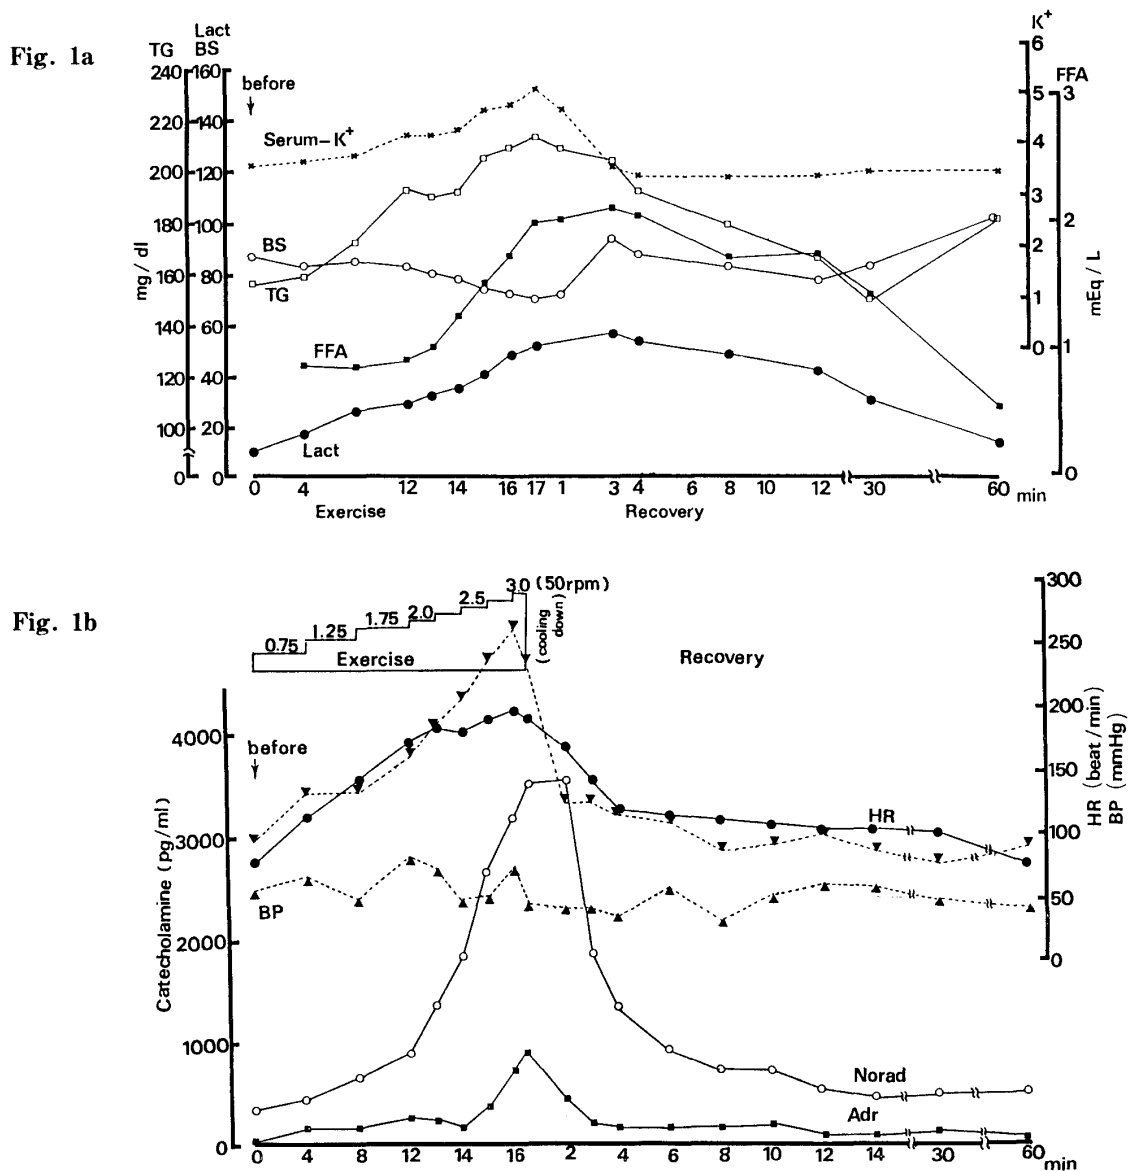 Fig. 1a
Lact
TG BS
240 160
220 140
200 120
180 100
160 80
140 60
120 40
100 20
0 0
mg/dl
before
Serum-K+
BS
TG
FFA
Lact
K+
6
5
4
3
2
1
0
FFA
3
2
1
0
mEq/L
0 4 12 14 16 17 1 3 4 6 8 10 12 30 60 min
Exercise Recovery
Fig. 1b
0.75 1.25 1.75 2.0 2.5 3.0 (50rpm)
(cooling down)
Exercise
Recovery
before
4000
3000
2000
1000
0
Catecholamine (pg/ml)
300
250
200
150
100
50
0
HR (beat/min)
BP (mmHg)
HR
BP
Norad
Adr
0 4 8 12 14 16 2 4 6 8 10 12 14 30 60 min